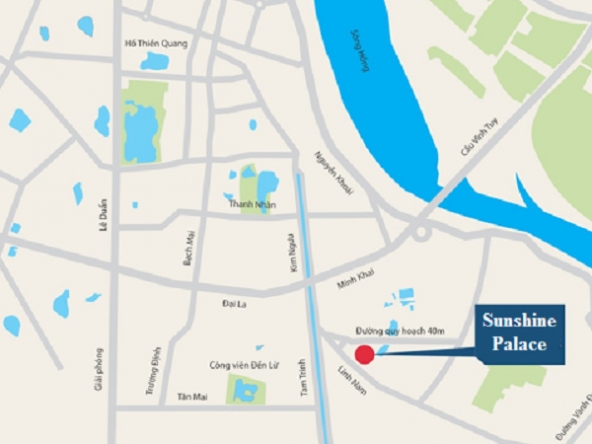 Hồ Thiền Quang
Sông Hồng
Cầu Vĩnh Tuy
Nguyễn Khoái
Thanh Nhàn
Lê Duẩn
Bạch Mai
Kim Ngưu
Minh Khai
Đại La
Sunshine
Palace
Đường quy hoạch 40m
Giải phóng
Trương Định
Công viên Đền Lừ
Tam Trinh
Lĩnh Nam
Tân Mai
Đường Vành Đ